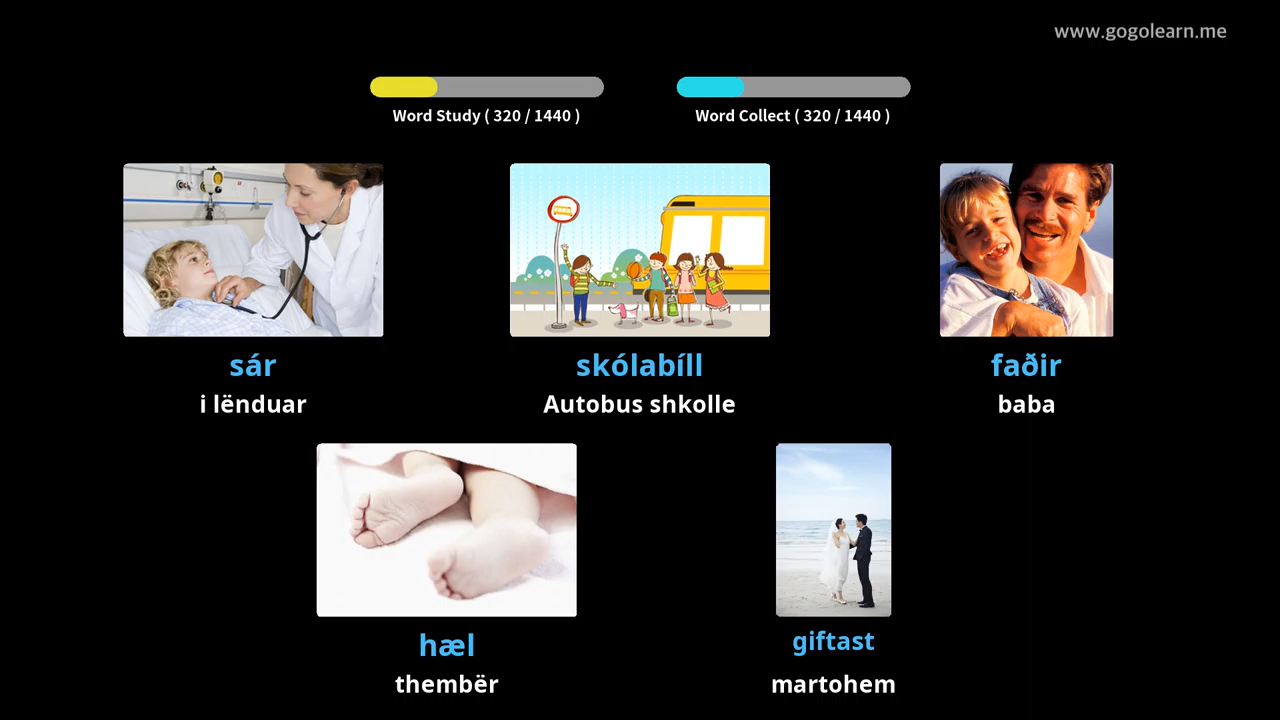 www.gogolearn.me
Word Study ( 320 / 1440 )
Word Collect ( 320 / 1440 )
sár
skólabíll
faðir
i lënduar
Autobus shkolle
baba
hæl
giftast
thembër
martohem